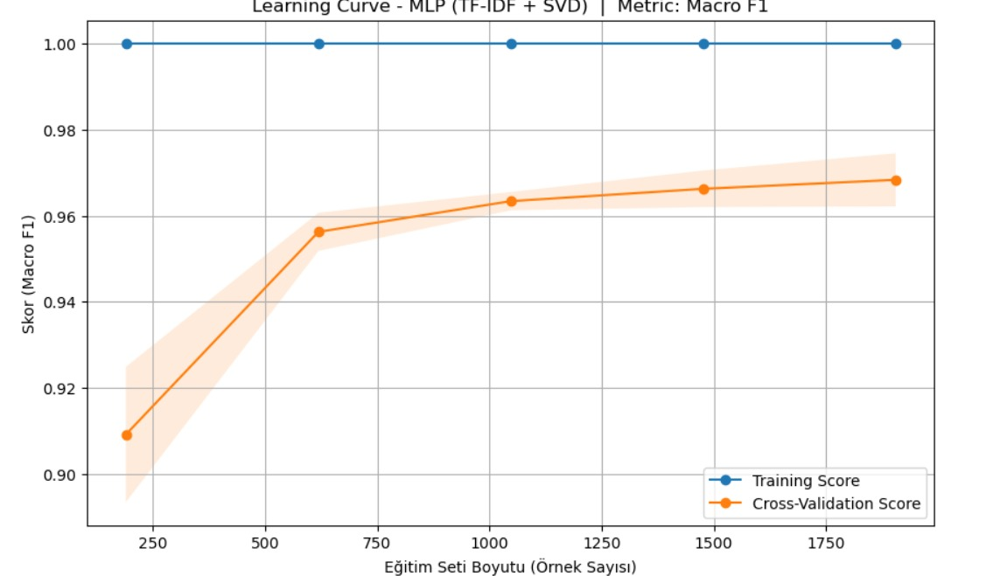 Learning Curve - MLP (TF-IDF + SVD) | Metric: Macro F1
1.00
0.98
0.96
0.94
0.92
0.90
Skor (Macro F1)
250
500
750
1000
1250
1500
1750
Eğitim Seti Boyutu (Örnek Sayısı)
Training Score
Cross-Validation Score